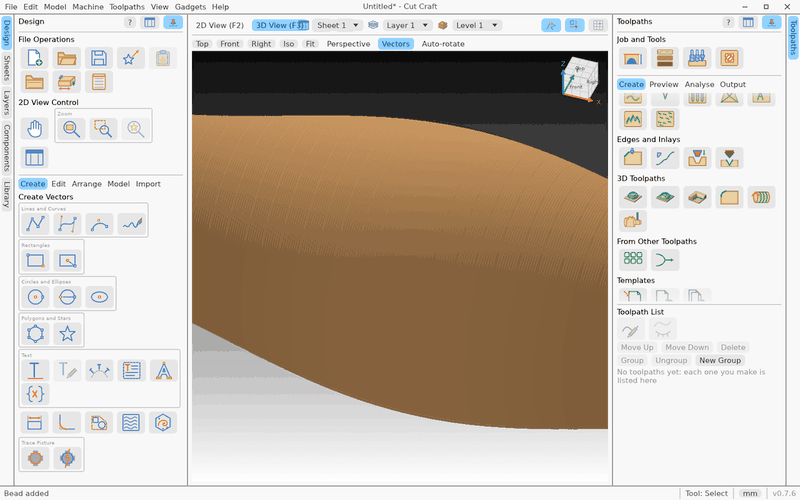 Untitled* - Cut Craft
File Edit Model Machine Toolpaths View Gadgets Help
Design
Sheets
Layers
Components
Library
Design
?
File Operations
2D View Control
Zoom
Create Edit Arrange Model Import
Create Vectors
Lines and Curves
Rectangles
Circles and Ellipses
Polygons and Stars
Text
Trace Picture
2D View (F2) 3D View (F3) Sheet 1 Layer 1 Level 1
Top Front Right Iso Fit Perspective Vectors Auto-rotate
Z
Front
X
Toolpaths
?
Job and Tools
Create Preview Analyse Output
Edges and Inlays
3D Toolpaths
From Other Toolpaths
Templates
Toolpath List
Move Up Move Down Delete
Group Ungroup New Group
No toolpaths yet: each one you make is
listed here
Toolpaths
Bead added
Tool: Select mm v0.7.6